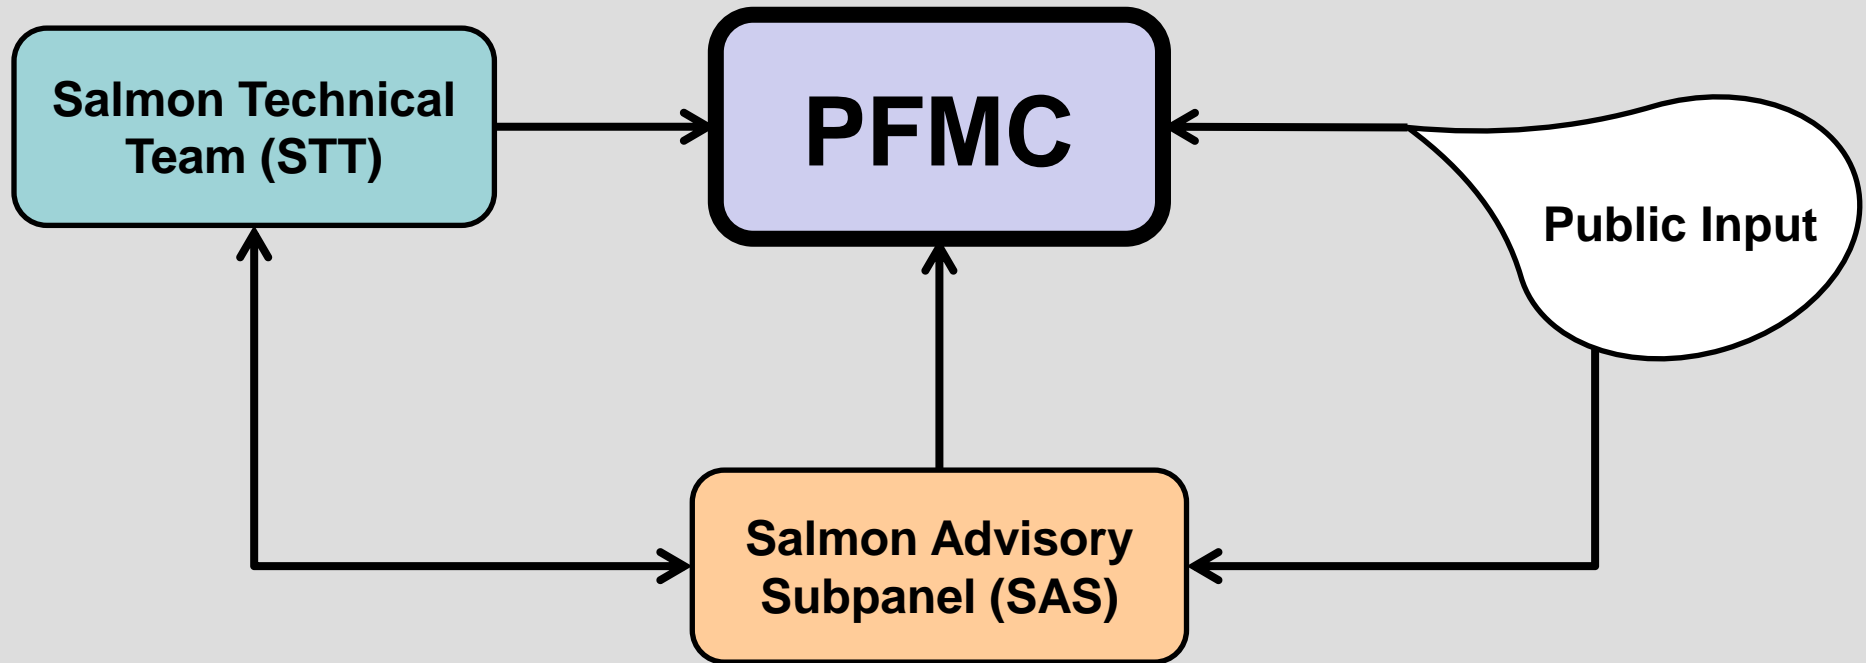 Salmon Technical
Team (STT)
PFMC
Public Input
Salmon Advisory
Subpanel (SAS)